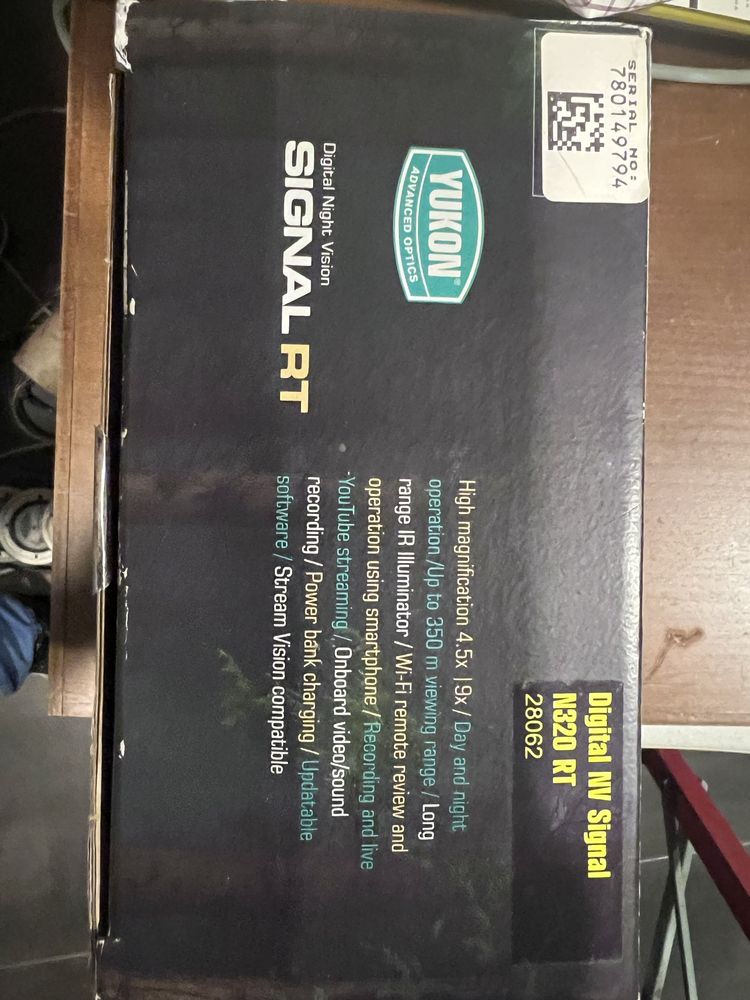 SERIAL NO:
780149794
YUKON®
ADVANCED OPTICS
Digital Night Vision
SIGNAL RT
Digital NV Signal
N320 RT
28062
High magnification 4.5x | 9x / Day and night
operation /Up to 350 m viewing range / Long
range IR Illuminator / Wi-Fi remote review and
operation using smartphone / Recording and live
-YouTube streaming / Onboard video/sound
recording / Power bank charging / Updatable
software / Stream Vision compatible